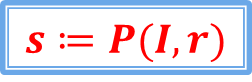 s ≔ P(I, r)